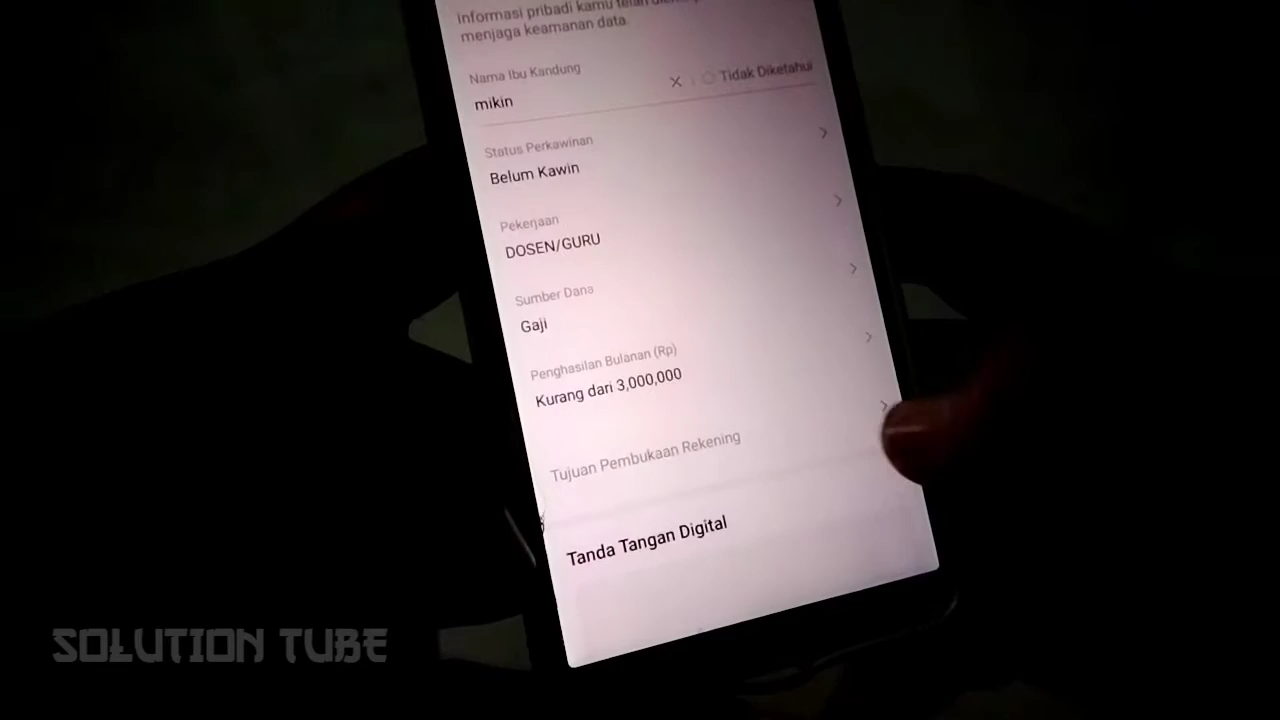 informasi pribadi kamu telah
menjaga keamanan data.
Nama Ibu Kandung
mikin
Tidak Diketahui
Status Perkawinan
Belum Kawin
Pekerjaan
DOSEN/GURU
Sumber Dana
Gaji
Penghasilan Bulanan (Rp)
Kurang dari 3,000,000
Tujuan Pembukaan Rekening
Tanda Tangan Digital
SOLUTION TUBE